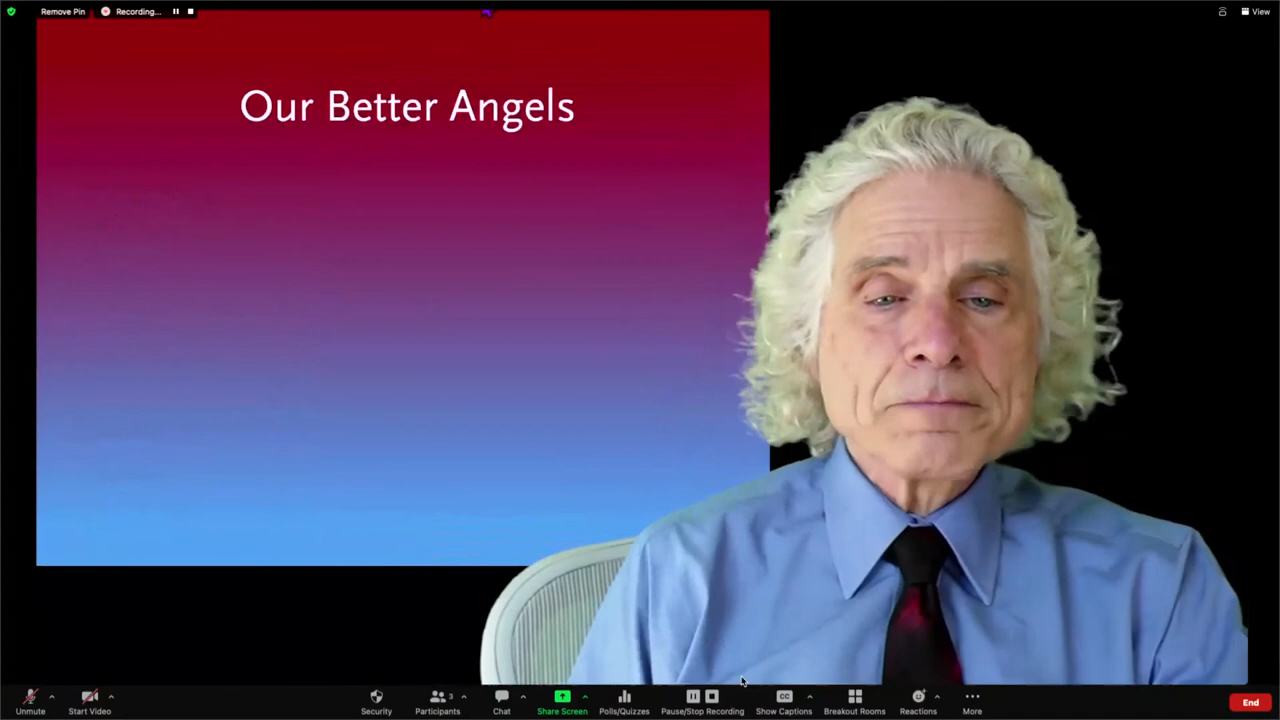 Remove Pin
Recording...
View
Our Better Angels
Unmute
Start Video
Security
3
Participants
Chat
Share Screen
Polls/Quizzes
Pause/Stop Recording
CC
Show Captions
Breakout Rooms
Reactions
More
End